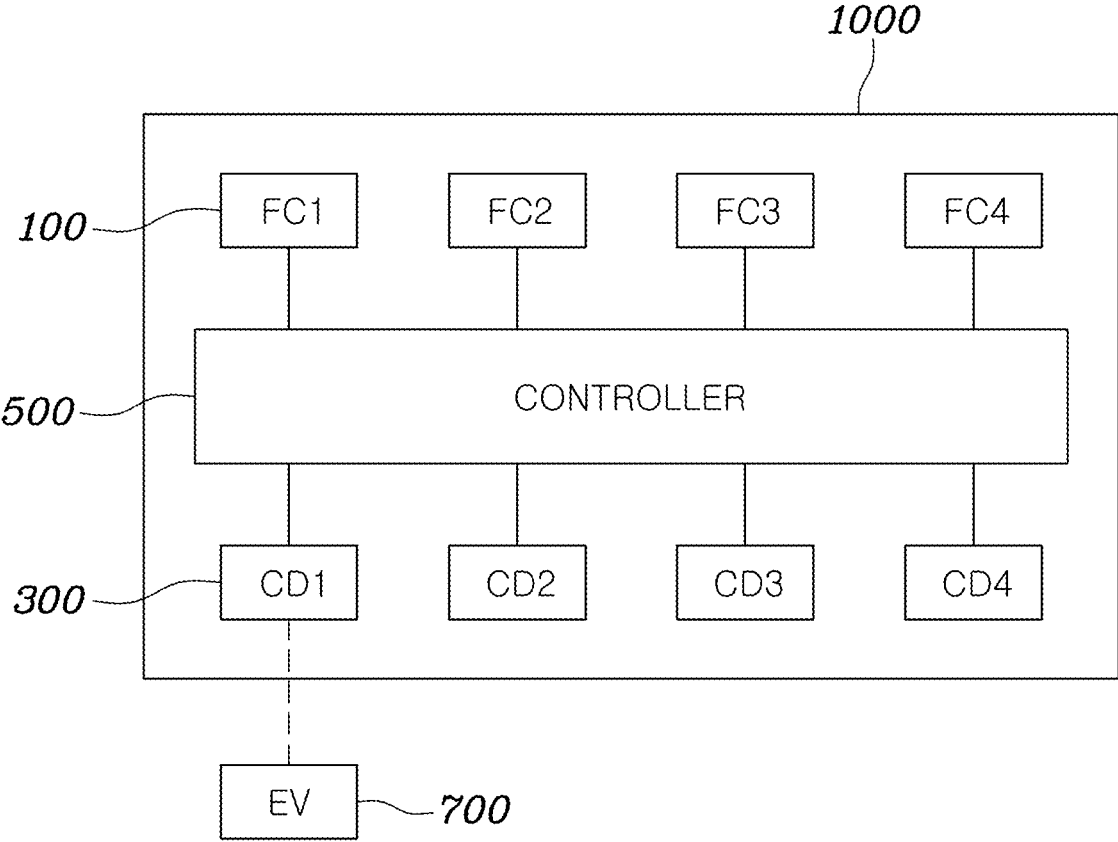 1000
100 FC1 FC2 FC3 FC4
500 CONTROLLER
300 CD1 CD2 CD3 CD4
EV 700